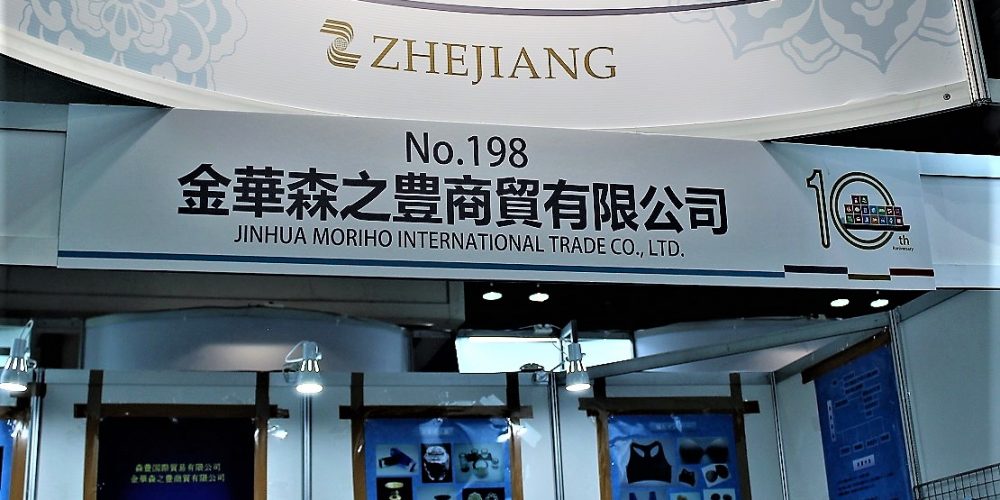 ZHEJIANG
No.198
金華森之豊商貿有限公司
JINHUA MORIHO INTERNATIONAL TRADE CO., LTD.
10th
Anniversary
森豊国際貿易有限公司
金華森之豊商貿有限公司